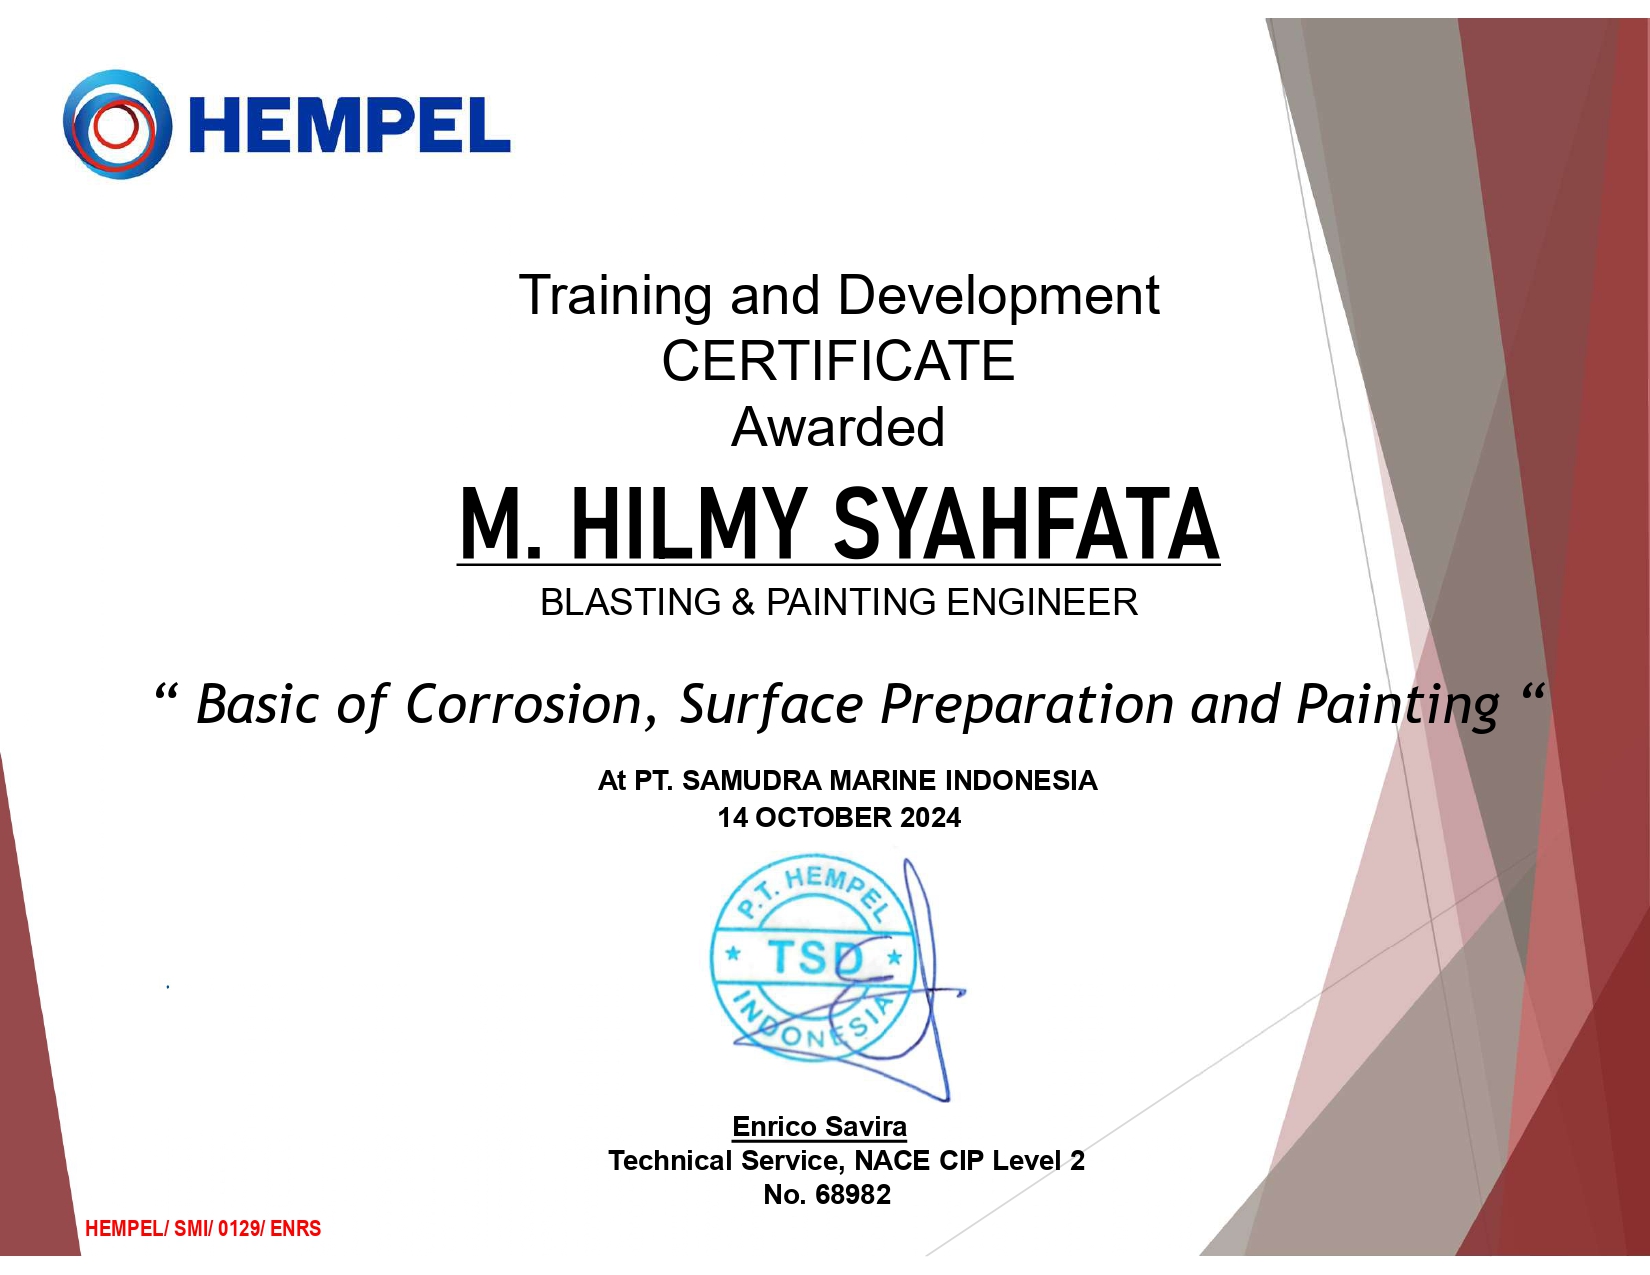 HEMPEL
Training and Development
CERTIFICATE
Awarded
M. HILMY SYAHFATA
BLASTING & PAINTING ENGINEER
“ Basic of Corrosion, Surface Preparation and Painting “
At PT. SAMUDRA MARINE INDONESIA
14 OCTOBER 2024
P.T. HEMPEL
TSD
INDONESIA
Enrico Savira
Technical Service, NACE CIP Level 2
No. 68982
HEMPEL/ SMI/ 0129/ ENRS